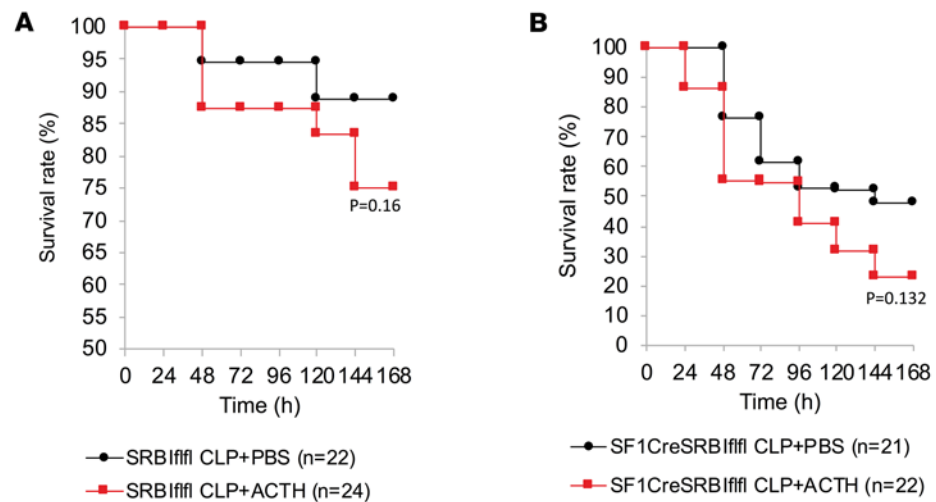 A
Survival rate (%)
100
95
90
85
80
75
70
65
60
55
50
P=0.16
0 24 48 72 96 120 144 168
Time (h)
SRBIflfl CLP+PBS (n=22)
SRBIflfl CLP+ACTH (n=24)
B
Survival rate (%)
100
90
80
70
60
50
40
30
20
10
0
P=0.132
0 24 48 72 96 120 144 168
Time (h)
SF1CreSRBIflfl CLP+PBS (n=21)
SF1CreSRBIflfl CLP+ACTH (n=22)